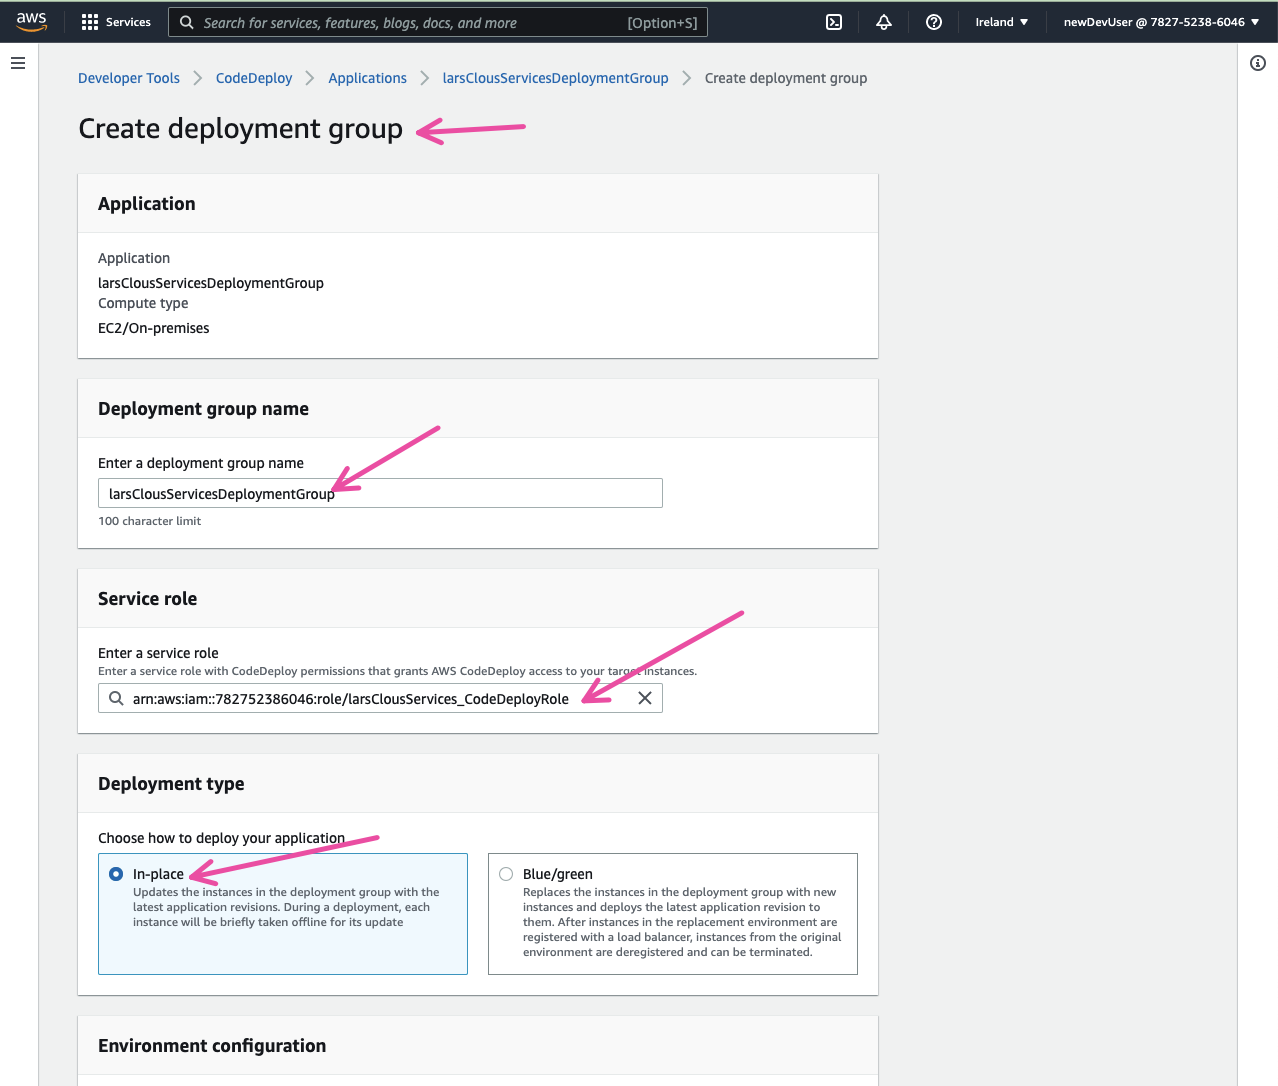 aws
Services
Search for services, features, blogs, docs, and more
[Option+S]
Ireland ▼
newDevUser @ 7827-5238-6046 ▼
Developer Tools > CodeDeploy > Applications > larsClousServicesDeploymentGroup > Create deployment group
Create deployment group
Application
Application
larsClousServicesDeploymentGroup
Compute type
EC2/On-premises
Deployment group name
Enter a deployment group name
larsClousServicesDeploymentGroup
100 character limit
Service role
Enter a service role
Enter a service role with CodeDeploy permissions that grants AWS CodeDeploy access to your target instances.
arn:aws:iam::782752386046:role/larsClousServices_CodeDeployRole
Deployment type
Choose how to deploy your application
In-place
Updates the instances in the deployment group with the
latest application revisions. During a deployment, each
instance will be briefly taken offline for its update
Blue/green
Replaces the instances in the deployment group with new
instances and deploys the latest application revision to
them. After instances in the replacement environment are
registered with a load balancer, instances from the original
environment are deregistered and can be terminated.
Environment configuration